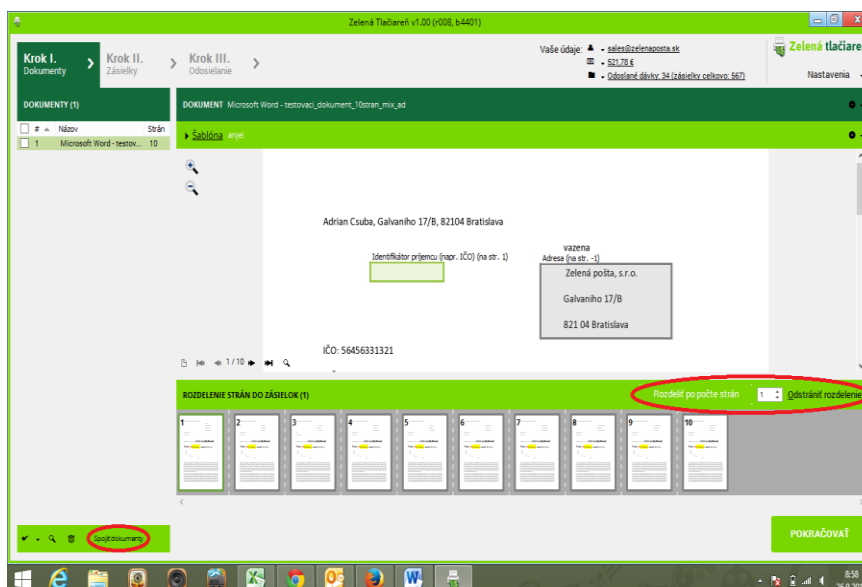 Zelená Tlačiareň v1.00 (r008, b4401)
Krok I.
Dokumenty
Krok II.
Zásielky
Krok III.
Odosielanie
Vaše údaje:
sales@zelenaposta.sk
521,78 €
Odoslané dávky: 34 (zásielky celkovo: 567)
Zelená tlačiare
Nastavenia
DOKUMENTY (1)
DOKUMENT Microsoft Word - testovaci_dokument_10stran_mix_ad
# Názov Strán
1 Microsoft Word - testov... 10
Šablóna anjel
Adrian Csuba, Galvaniho 17/B, 82104 Bratislava
Identifikátor príjemcu (napr. IČO) (na str. 1)
vazena
Adresa (na str. -1)
Zelená pošta, s.r.o.
Galvaniho 17/B
821 04 Bratislava
IČO: 56456331321
1 / 10
ROZDELENIE STRÁN DO ZÁSIELOK (1)
Rozdeliť po počte strán 1 Odstrániť rozdelenie
1 2 3 4 5 6 7 8 9 10
Spojiť dokumenty
POKRAČOVAŤ
8:58